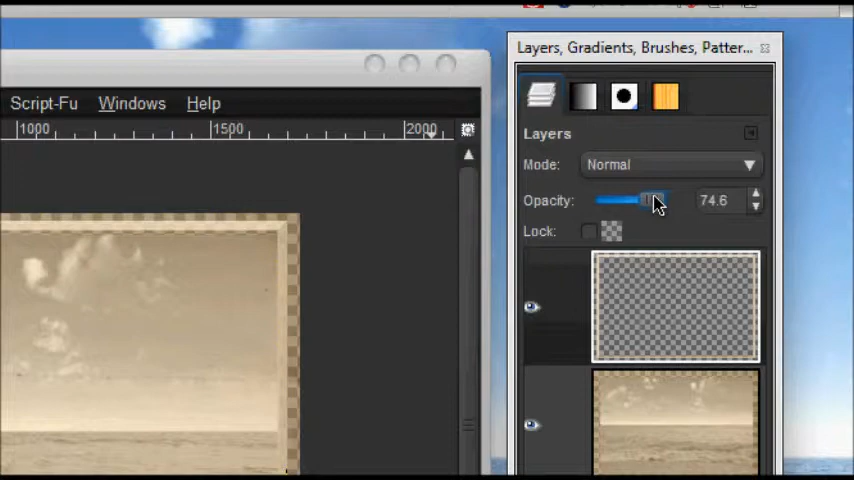 Layers, Gradients, Brushes, Patter...
Script-Fu Windows Help
1000 1500 2000
Layers
Mode: Normal
Opacity: 74.6
Lock: